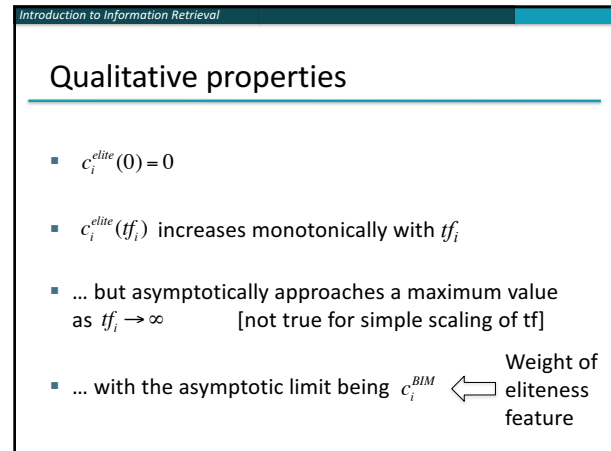 Introduction to Information Retrieval
Qualitative properties
▪ c_i^{elite}(0) = 0
▪ c_i^{elite}(tf_i) increases monotonically with tf_i
▪ ... but asymptotically approaches a maximum value
as tf_i → ∞ [not true for simple scaling of tf]
▪ ... with the asymptotic limit being c_i^{BIM} ⇐ Weight of
eliteness
feature